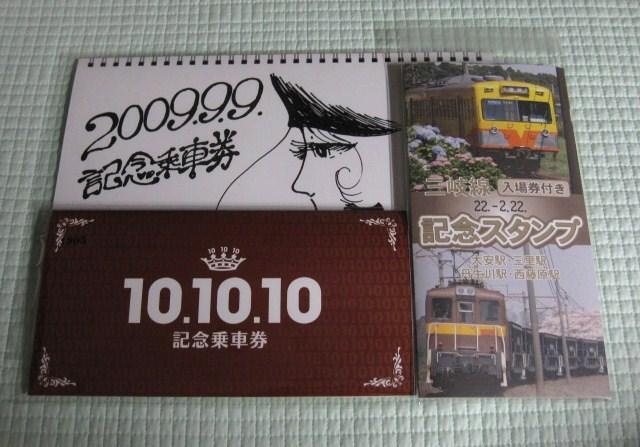 2009.9.9.
記念乗車券
10 10 10
10.10.10
記念乗車券
三岐線 入場券付き
22.-2.22.
記念スタンプ
大安駅・三里駅
丹生川駅・西藤原駅